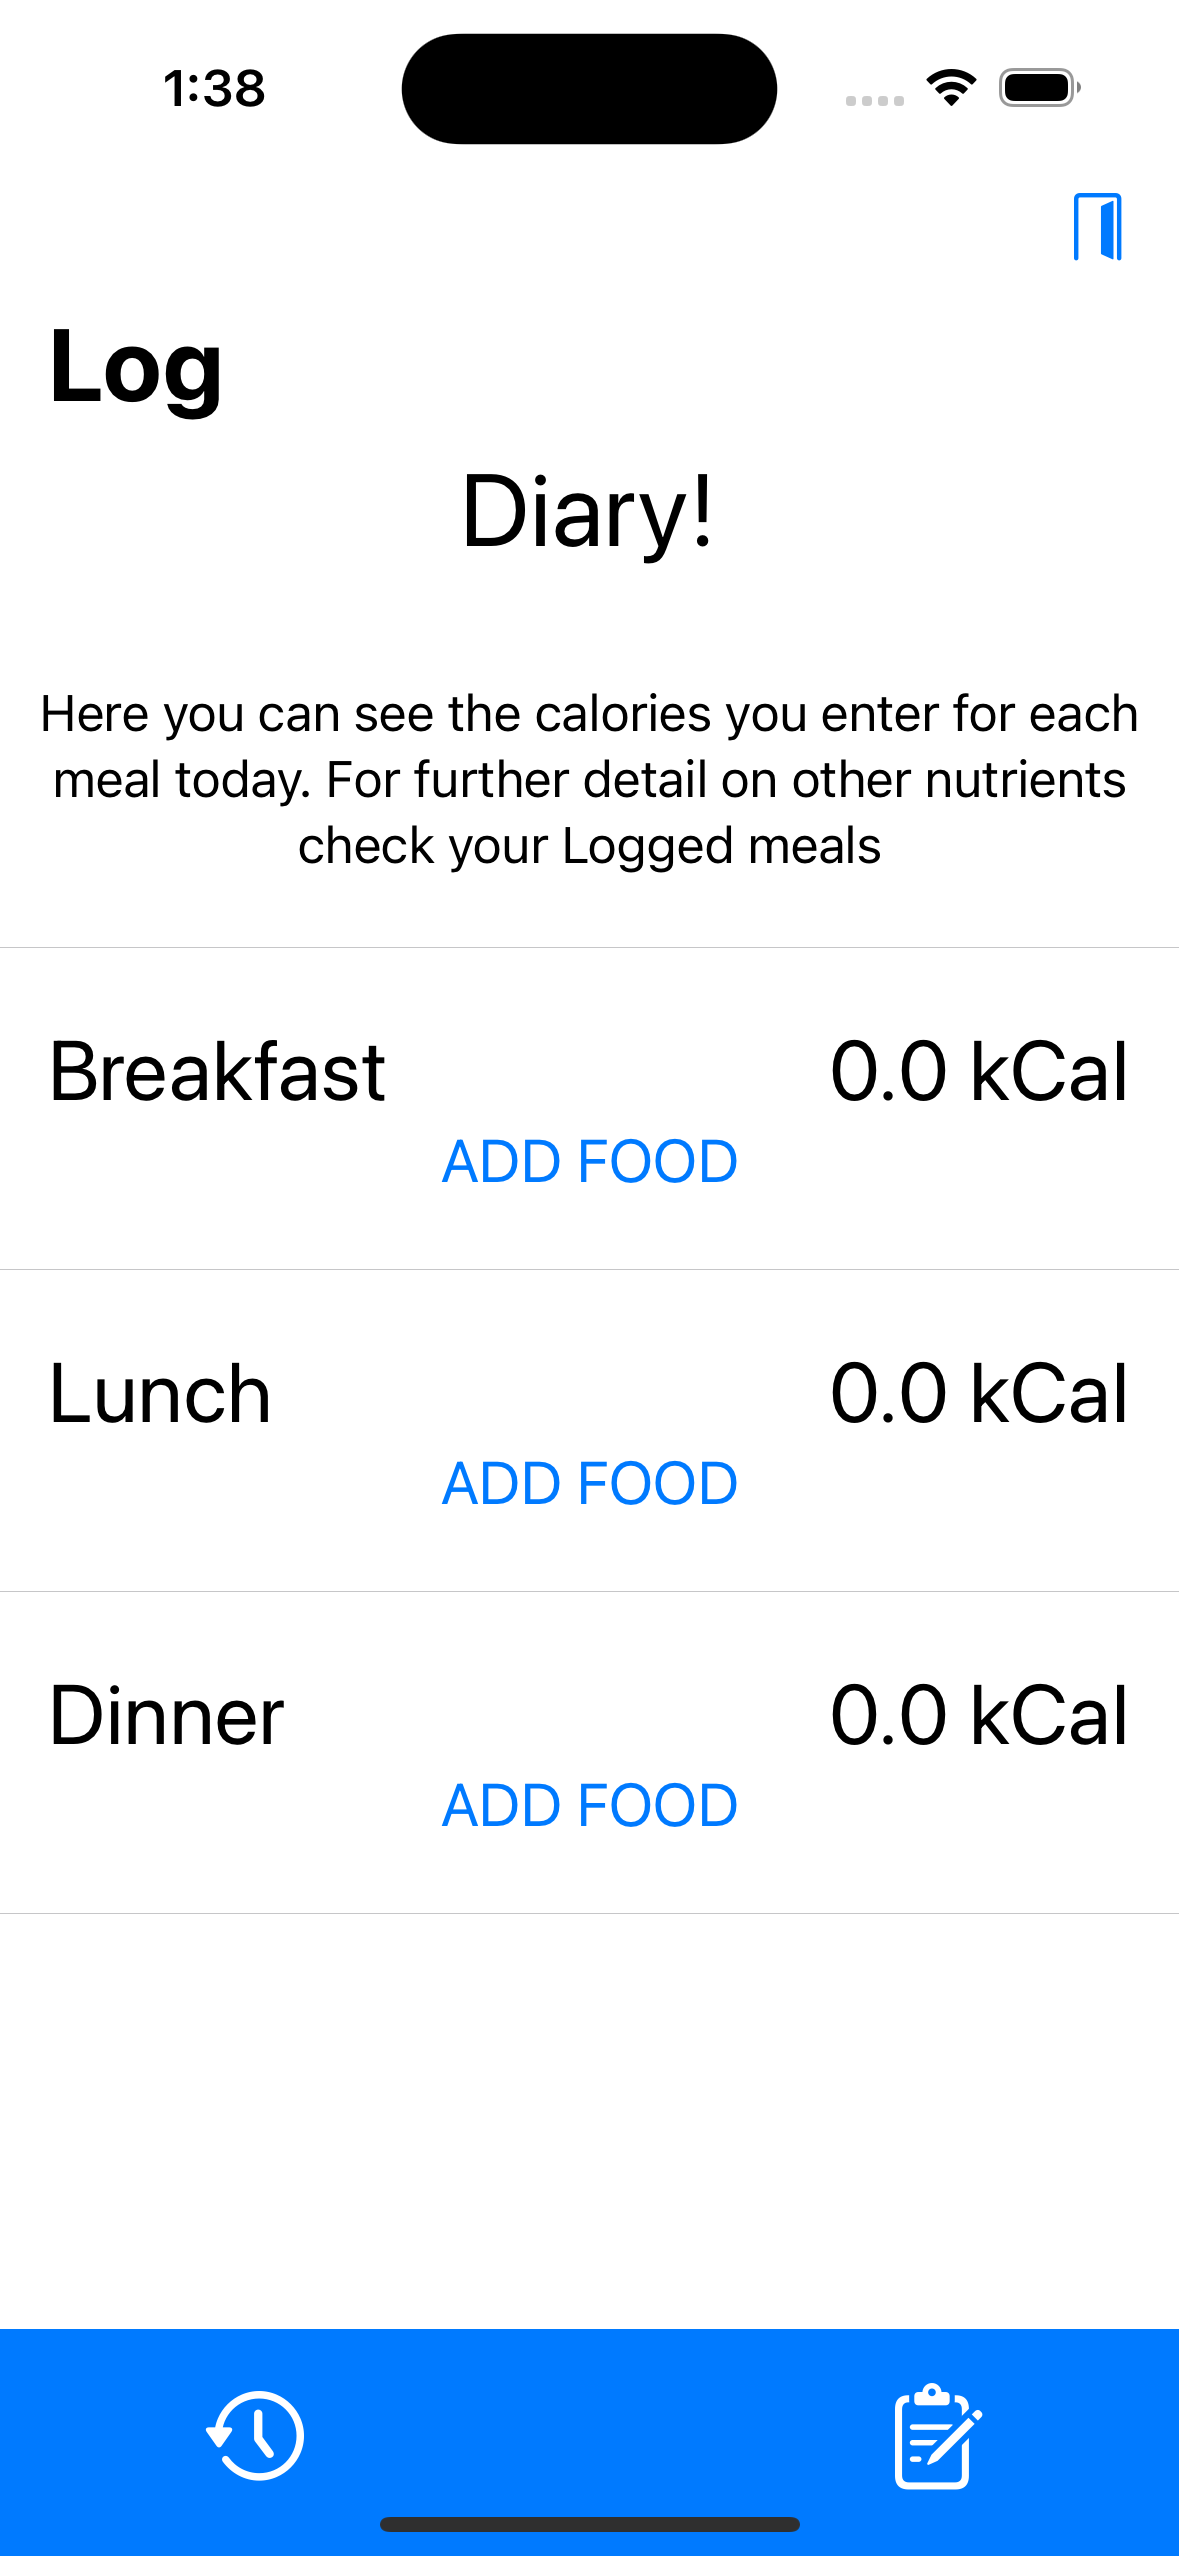 1:38
Log
Diary!
Here you can see the calories you enter for each
meal today. For further detail on other nutrients
check your Logged meals
Breakfast 0.0 kCal
ADD FOOD
Lunch 0.0 kCal
ADD FOOD
Dinner 0.0 kCal
ADD FOOD